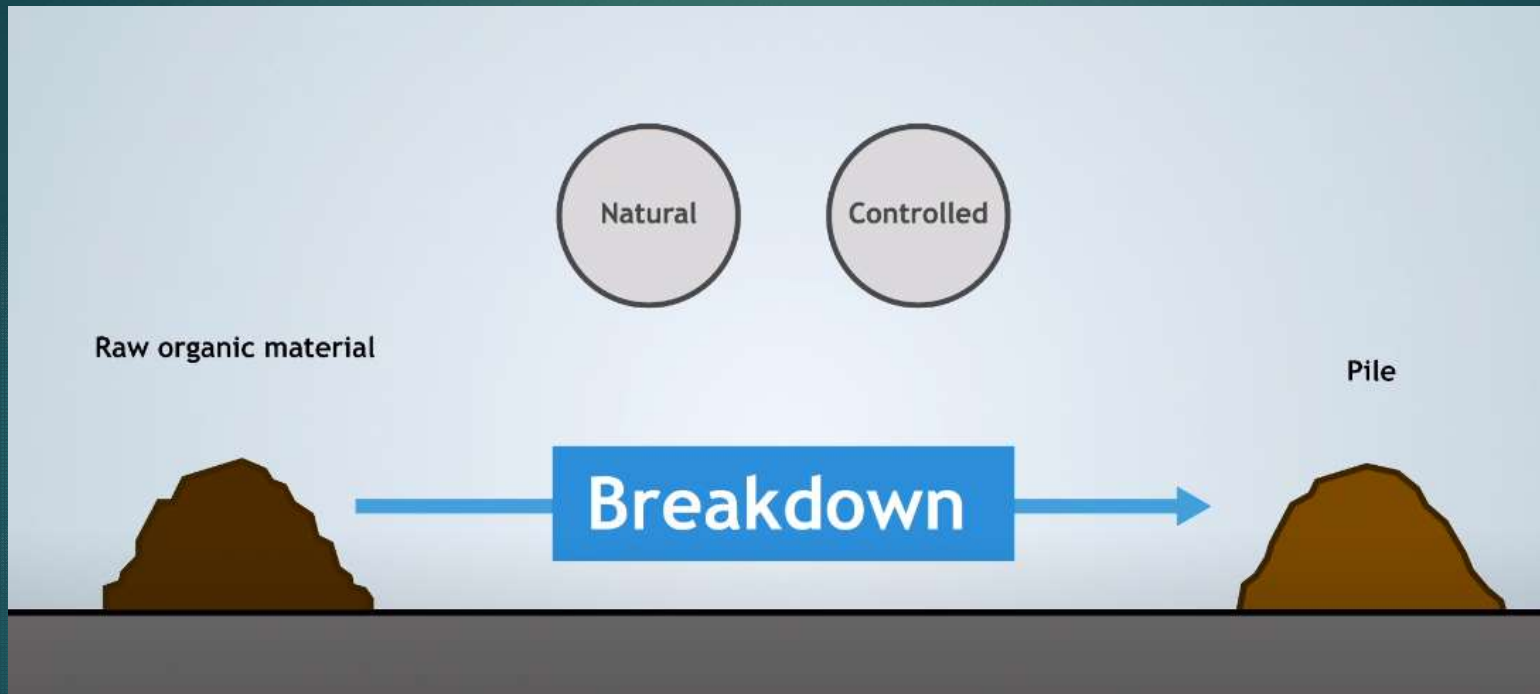 Natural
Controlled
Raw organic material
Pile
Breakdown